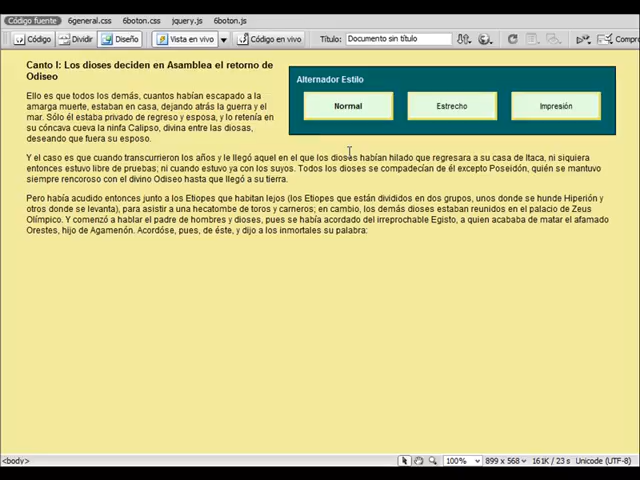 Código fuente 6general.css 6boton.css jquery.js 6boton.js
Código Dividir Diseño Vista en vivo Código en vivo Título: Documento sin título Compro
Canto I: Los dioses deciden en Asamblea el retorno de
Odiseo
Ello es que todos los demás, cuantos habían escapado a la
amarga muerte, estaban en casa, dejando atrás la guerra y el
mar. Sólo él estaba privado de regreso y esposa, y lo retenía en
su cóncava cueva la ninfa Calipso, divina entre las diosas,
deseando que fuera su esposo.
Alternador Estilo
Normal Estrecho Impresión
Y el caso es que cuando transcurrieron los años y le llegó aquel en el que los dioses habían hilado que regresara a su casa de Itaca, ni siquiera
entonces estuvo libre de pruebas; ni cuando estuvo ya con los suyos. Todos los dioses se compadecían de él excepto Poseidón, quién se mantuvo
siempre rencoroso con el divino Odiseo hasta que llegó a su tierra.
Pero había acudido entonces junto a los Etiopes que habitan lejos (los Etiopes que están divididos en dos grupos, unos donde se hunde Hiperión y
otros donde se levanta), para asistir a una hecatombe de toros y carneros; en cambio, los demás dioses estaban reunidos en el palacio de Zeus
Olímpico. Y comenzó a hablar el padre de hombres y dioses, pues se había acordado del irreprochable Egisto, a quien acababa de matar el afamado
Orestes, hijo de Agamenón. Acordóse, pues, de éste, y dijo a los inmortales su palabra:
<body> 100% 899 x 568 161K / 23 s Unicode (UTF-8)